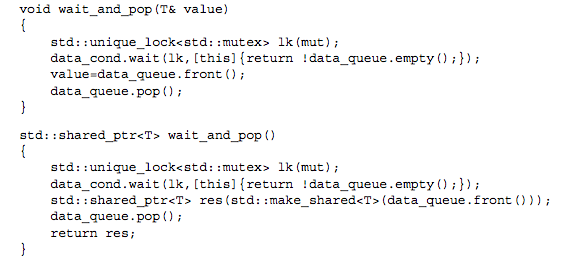 void wait_and_pop(T& value)
{
    std::unique_lock<std::mutex> lk(mut);
    data_cond.wait(lk,[this]{return !data_queue.empty();});
    value=data_queue.front();
    data_queue.pop();
}
std::shared_ptr<T> wait_and_pop()
{
    std::unique_lock<std::mutex> lk(mut);
    data_cond.wait(lk,[this]{return !data_queue.empty();});
    std::shared_ptr<T> res(std::make_shared<T>(data_queue.front()));
    data_queue.pop();
    return res;
}